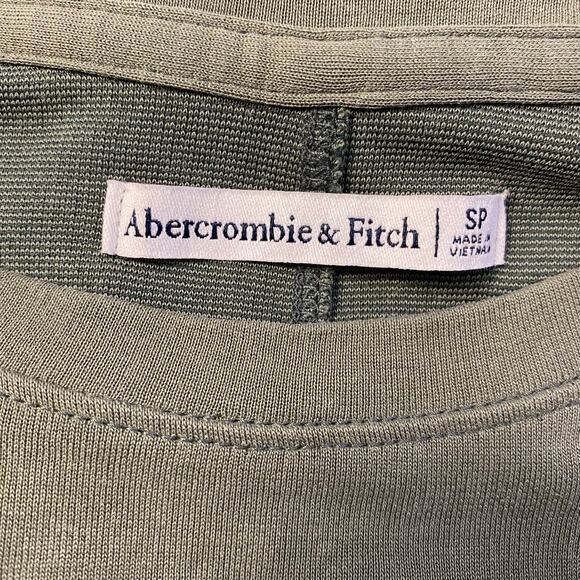 Abercrombie & Fitch
SP
MADE IN
VIETNAM